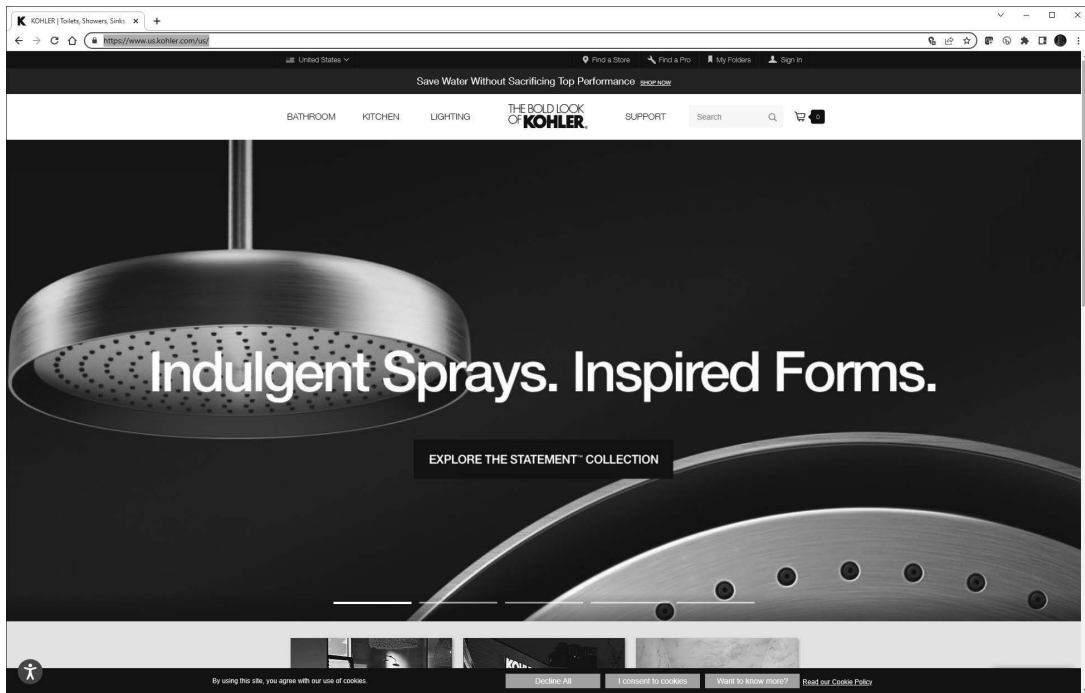 K KOHLER | Toilets, Showers, Sinks
https://www.us.kohler.com/us/
United States
Find a Store
Find a Pro
My Folders
Sign In
Save Water Without Sacrificing Top Performance SHOP NOW
BATHROOM
KITCHEN
LIGHTING
THE BOLD LOOK
OF KOHLER®
SUPPORT
Search
0
Indulgent Sprays. Inspired Forms.
EXPLORE THE STATEMENT™ COLLECTION
By using this site, you agree with our use of cookies.
Decline All
I consent to cookies
Want to know more?
Read our Cookie Policy